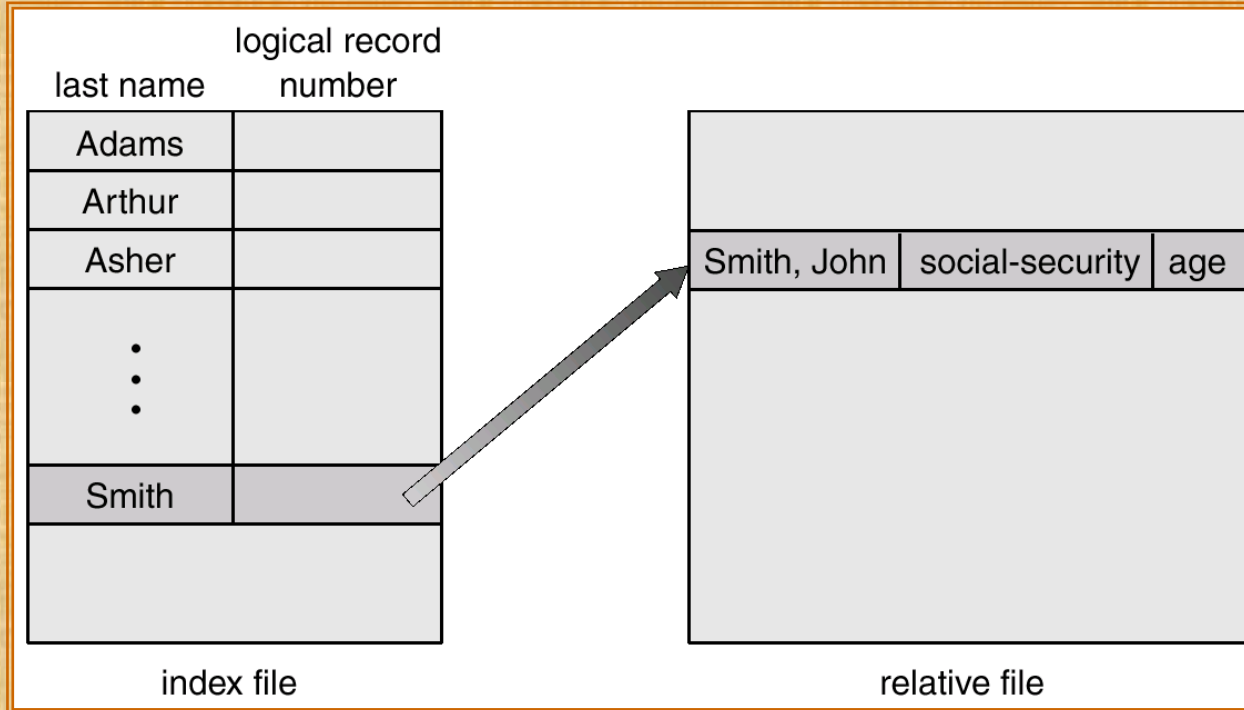 logical record
last name number
Adams
Arthur
Asher
Smith, John social-security age
Smith
index file relative file